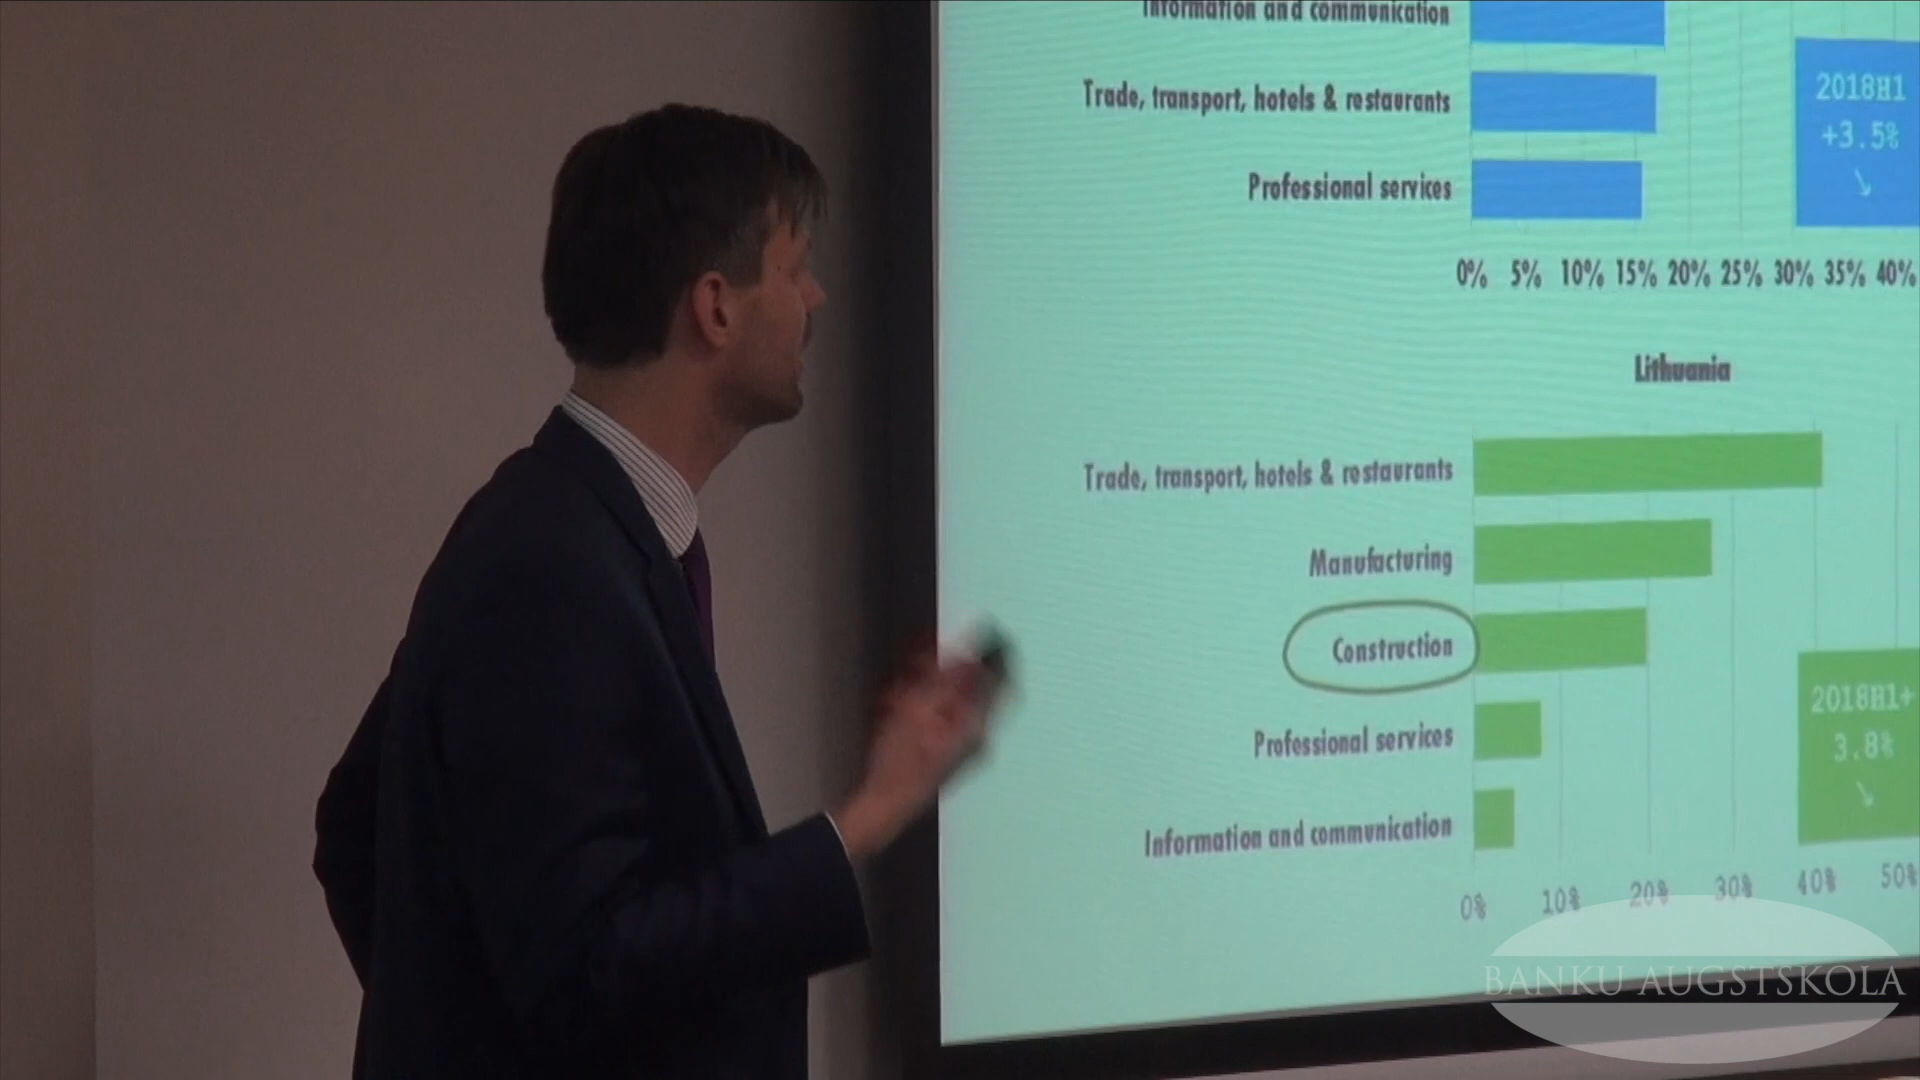 Information and communication
Trade, transport, hotels & restaurants
Professional services
0% 5% 10% 15% 20% 25% 30% 35% 40%
2018H1
+3.5%
↘
Lithuania
Trade, transport, hotels & restaurants
Manufacturing
Construction
Professional services
Information and communication
0% 10% 20% 30% 40% 50%
2018H1+
3.8%
↘
BANKU AUGSTSKOLA